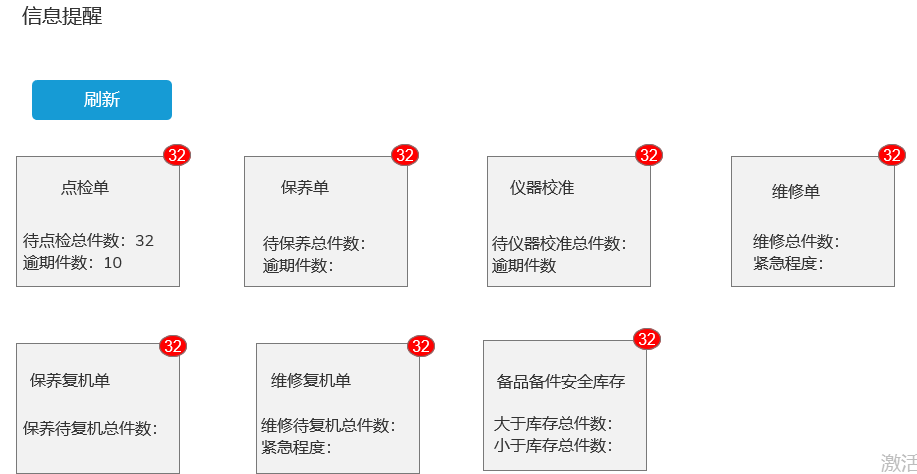 信息提醒
刷新
32
点检单
待点检总件数：32
逾期件数：10
32
保养单
待保养总件数：
逾期件数：
32
仪器校准
待仪器校准总件数：
逾期件数
32
维修单
维修总件数：
紧急程度：
32
保养复机单
保养待复机总件数：
32
维修复机单
维修待复机总件数：
紧急程度：
32
备品备件安全库存
大于库存总件数：
小于库存总件数：
激活